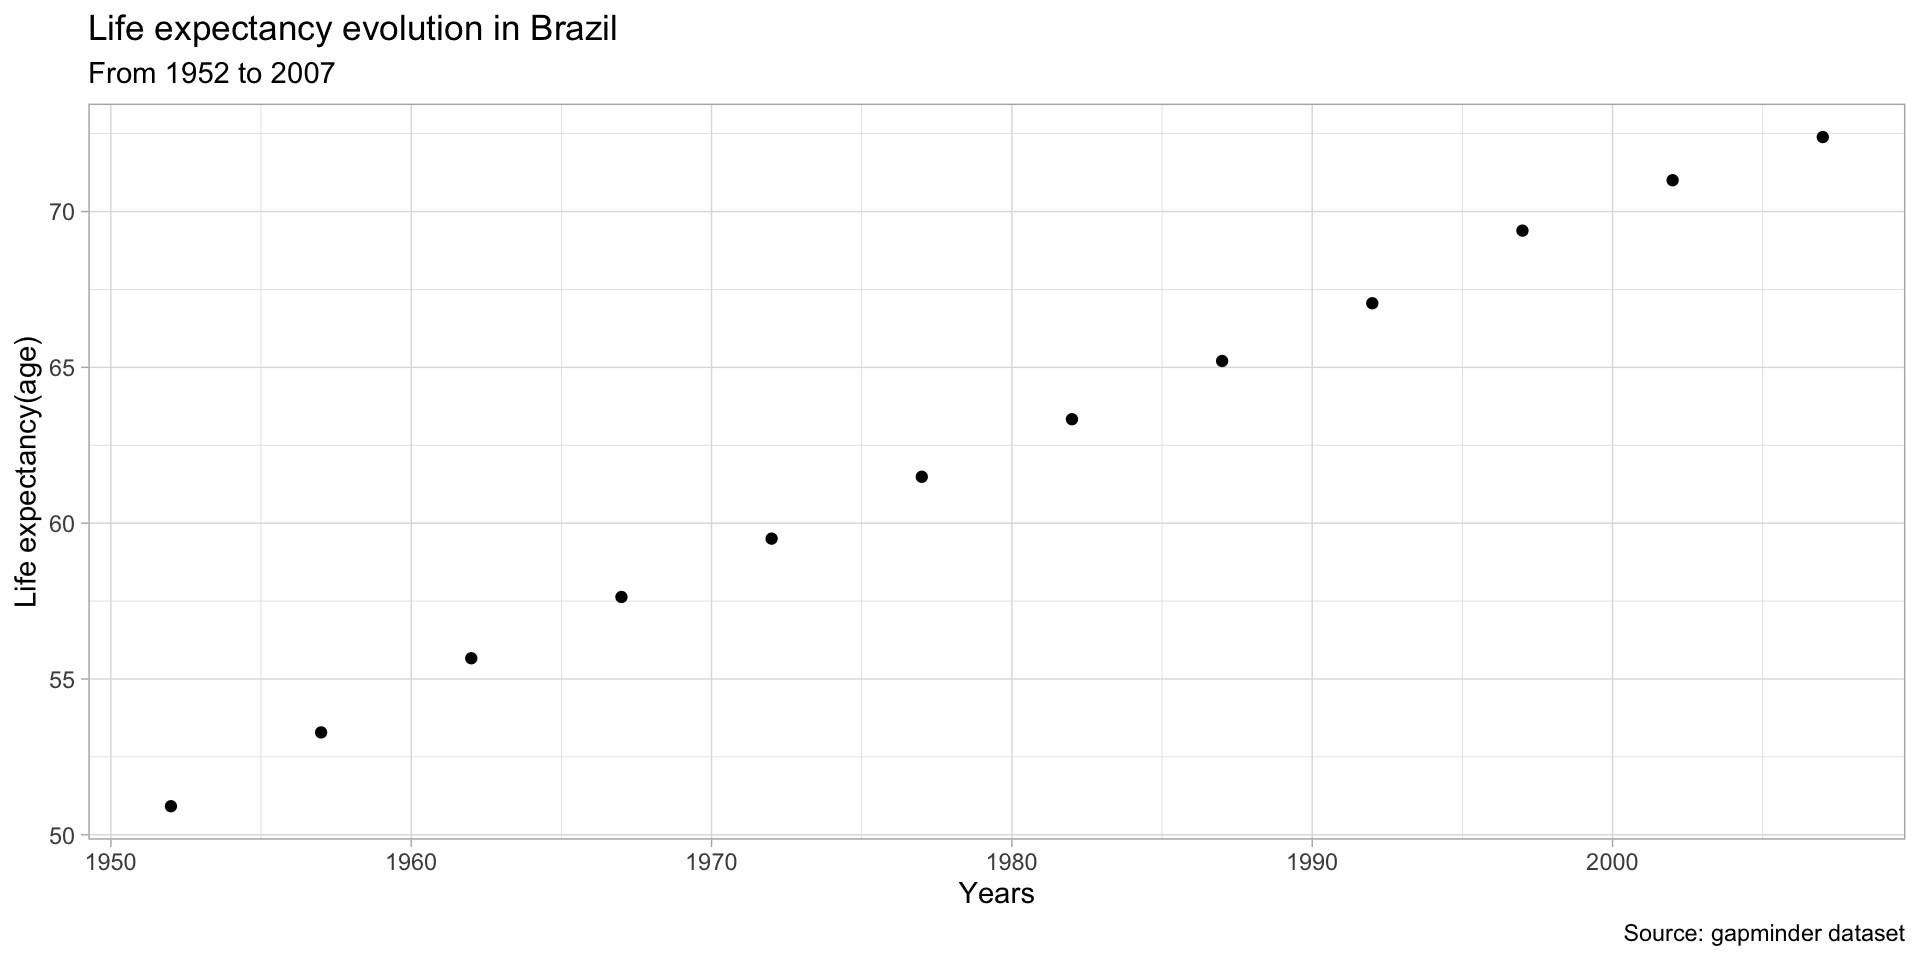 Life expectancy evolution in Brazil
From 1952 to 2007
Life expectancy(age)
70
65
60
55
50
1950 1960 1970 1980 1990 2000
Years
Source: gapminder dataset